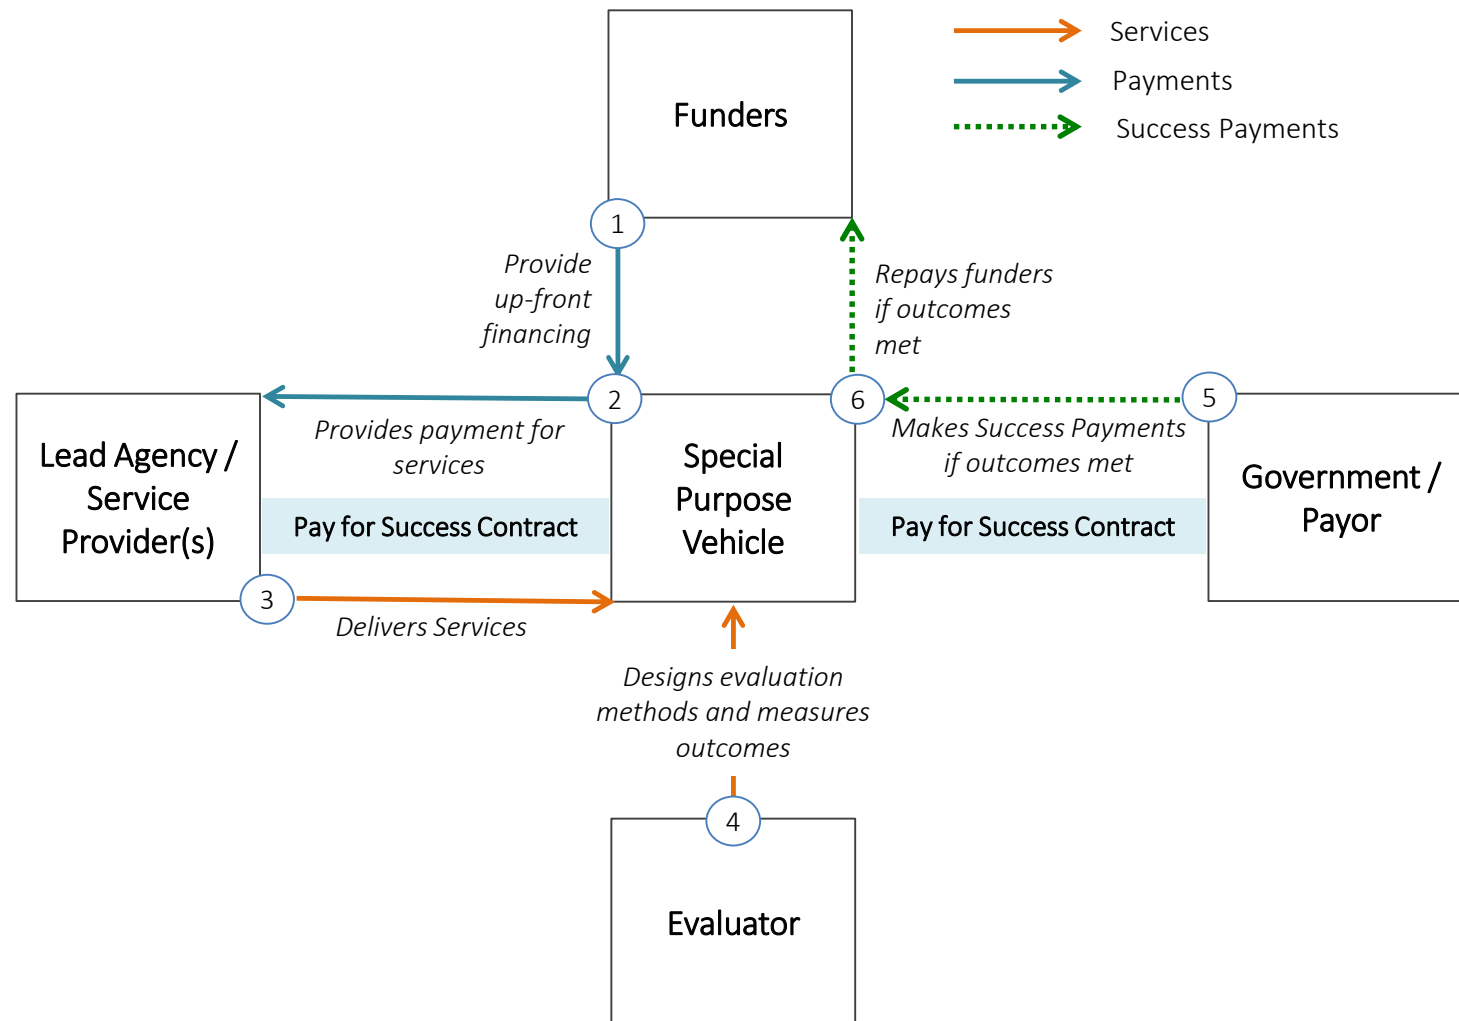 Funders
Services
Payments
Success Payments
1
Provide
up-front
financing
Repays funders
if outcomes
met
2
6
5
Provides payment for
services
Makes Success Payments
if outcomes met
Lead Agency /
Service
Provider(s)
Special
Purpose
Vehicle
Government /
Payor
Pay for Success Contract
Pay for Success Contract
3
Delivers Services
Designs evaluation
methods and measures
outcomes
4
Evaluator